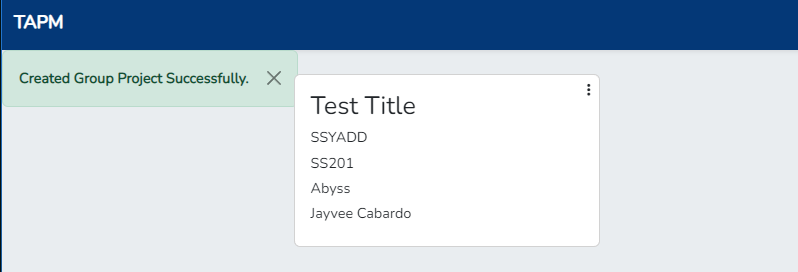 TAPM
Created Group Project Successfully.
Test Title
SSYADD
SS201
Abyss
Jayvee Cabardo